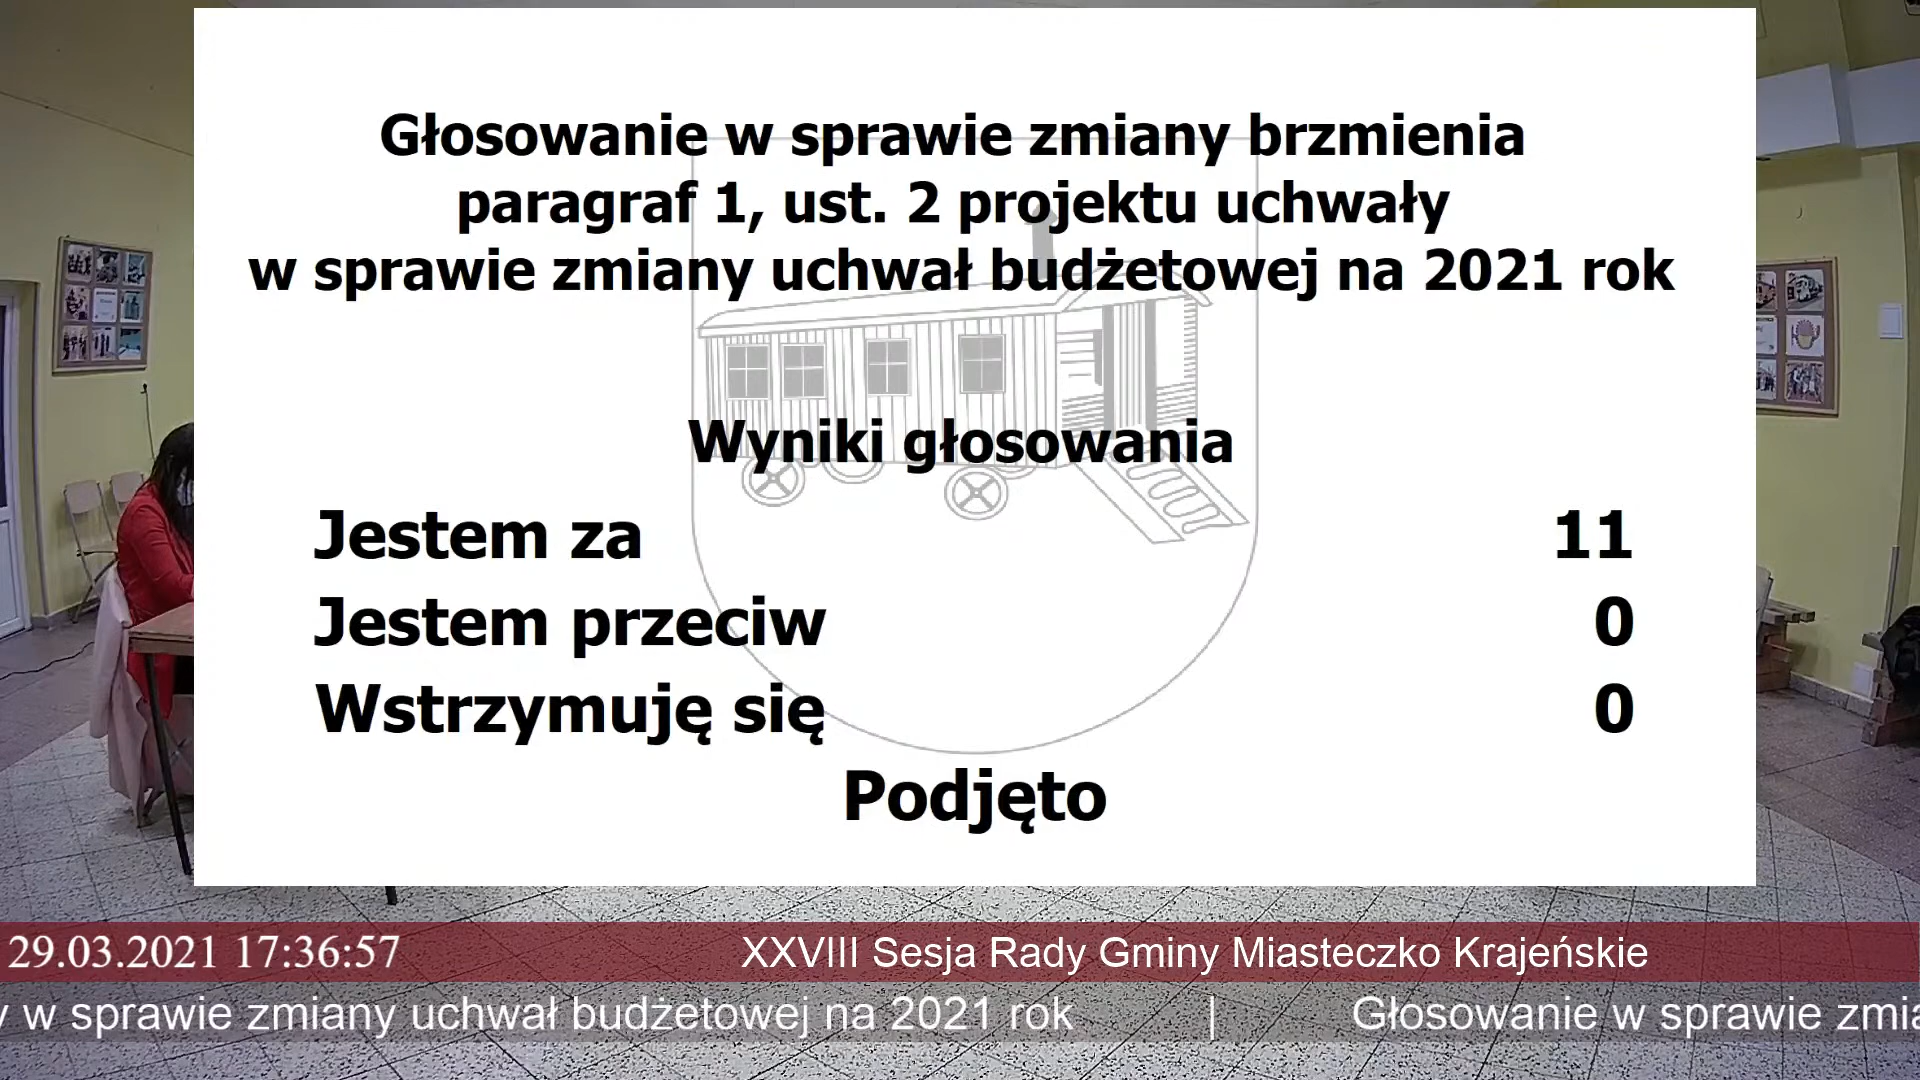 Głosowanie w sprawie zmiany brzmienia
paragraf 1, ust. 2 projektu uchwały
w sprawie zmiany uchwał budżetowej na 2021 rok
Wyniki głosowania
Jestem za 11
Jestem przeciw 0
Wstrzymuję się 0
Podjęto
29.03.2021 17:36:57 XXVIII Sesja Rady Gminy Miasteczko Krajeńskie
y w sprawie zmiany uchwał budżetowej na 2021 rok | Głosowanie w sprawie zmia